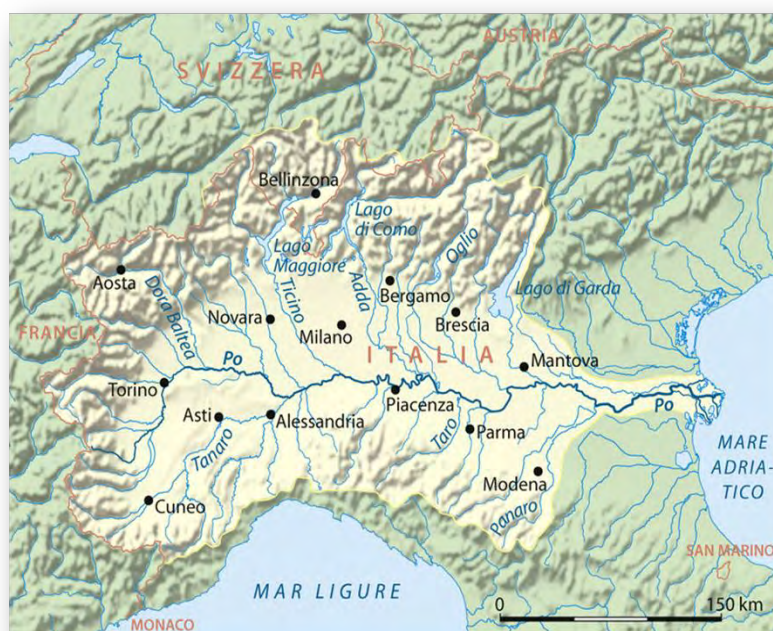 AUSTRIA
SVIZZERA
Bellinzona
Lago
di Como
Lago
Maggiore
Oglio
Aosta
Dora Baltea
Ticino
Adda
Bergamo
Lago di Garda
Novara
Milano
Brescia
FRANCIA
ITALIA
Po
Mantova
Torino
Piacenza
Po
Asti
Alessandria
Taro
Parma
Tanaro
MARE
ADRIA-
TICO
Modena
Cuneo
Panaro
SAN MARINO
MAR LIGURE
0 150 km
MONACO